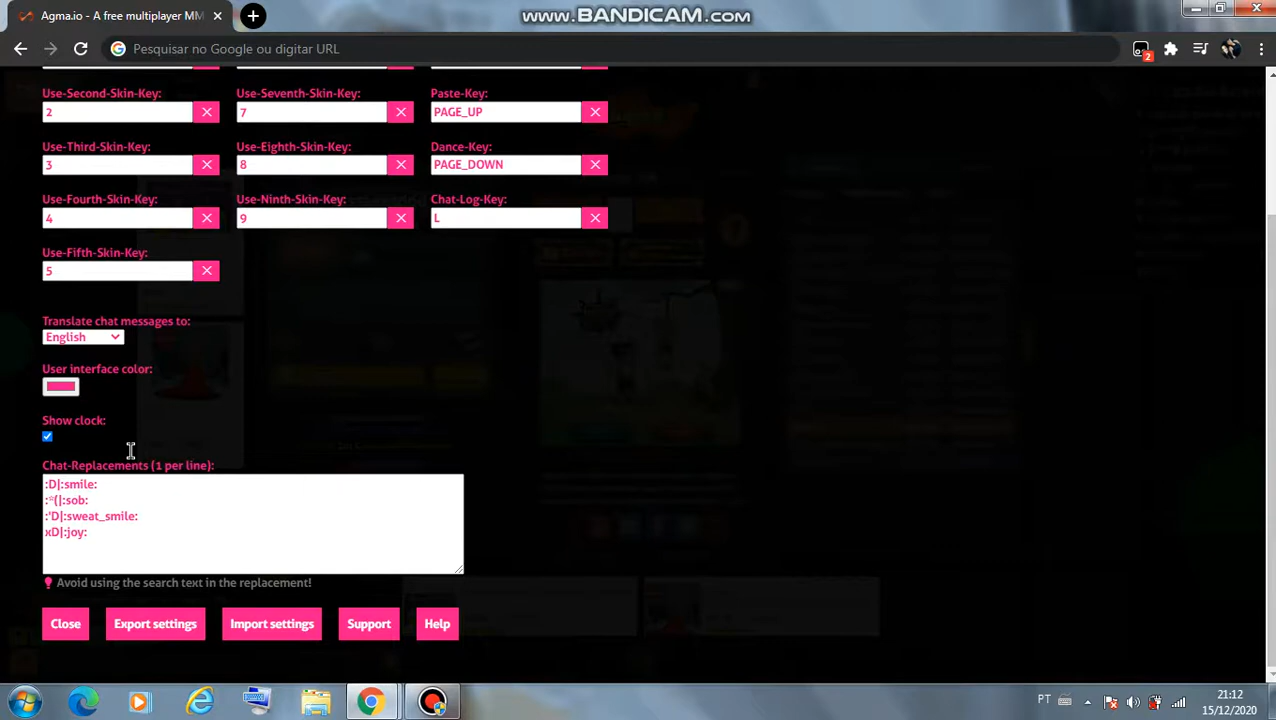 Agma.io - A free multiplayer MM
www.BANDICAM.com
Pesquisar no Google ou digitar URL
2
Use-Second-Skin-Key:
Use-Seventh-Skin-Key:
Paste-Key:
2
7
PAGE_UP
Use-Third-Skin-Key:
Use-Eighth-Skin-Key:
Dance-Key:
3
8
PAGE_DOWN
Use-Fourth-Skin-Key:
Use-Ninth-Skin-Key:
Chat-Log-Key:
4
9
L
Use-Fifth-Skin-Key:
5
Translate chat messages to:
English
User interface color:
Show clock:
Chat-Replacements (1 per line):
:D|:smile:
:*(|:sob:
:'D|:sweat_smile:
xD|:joy:
Avoid using the search text in the replacement!
Close
Export settings
Import settings
Support
Help
PT
21:12
15/12/2020